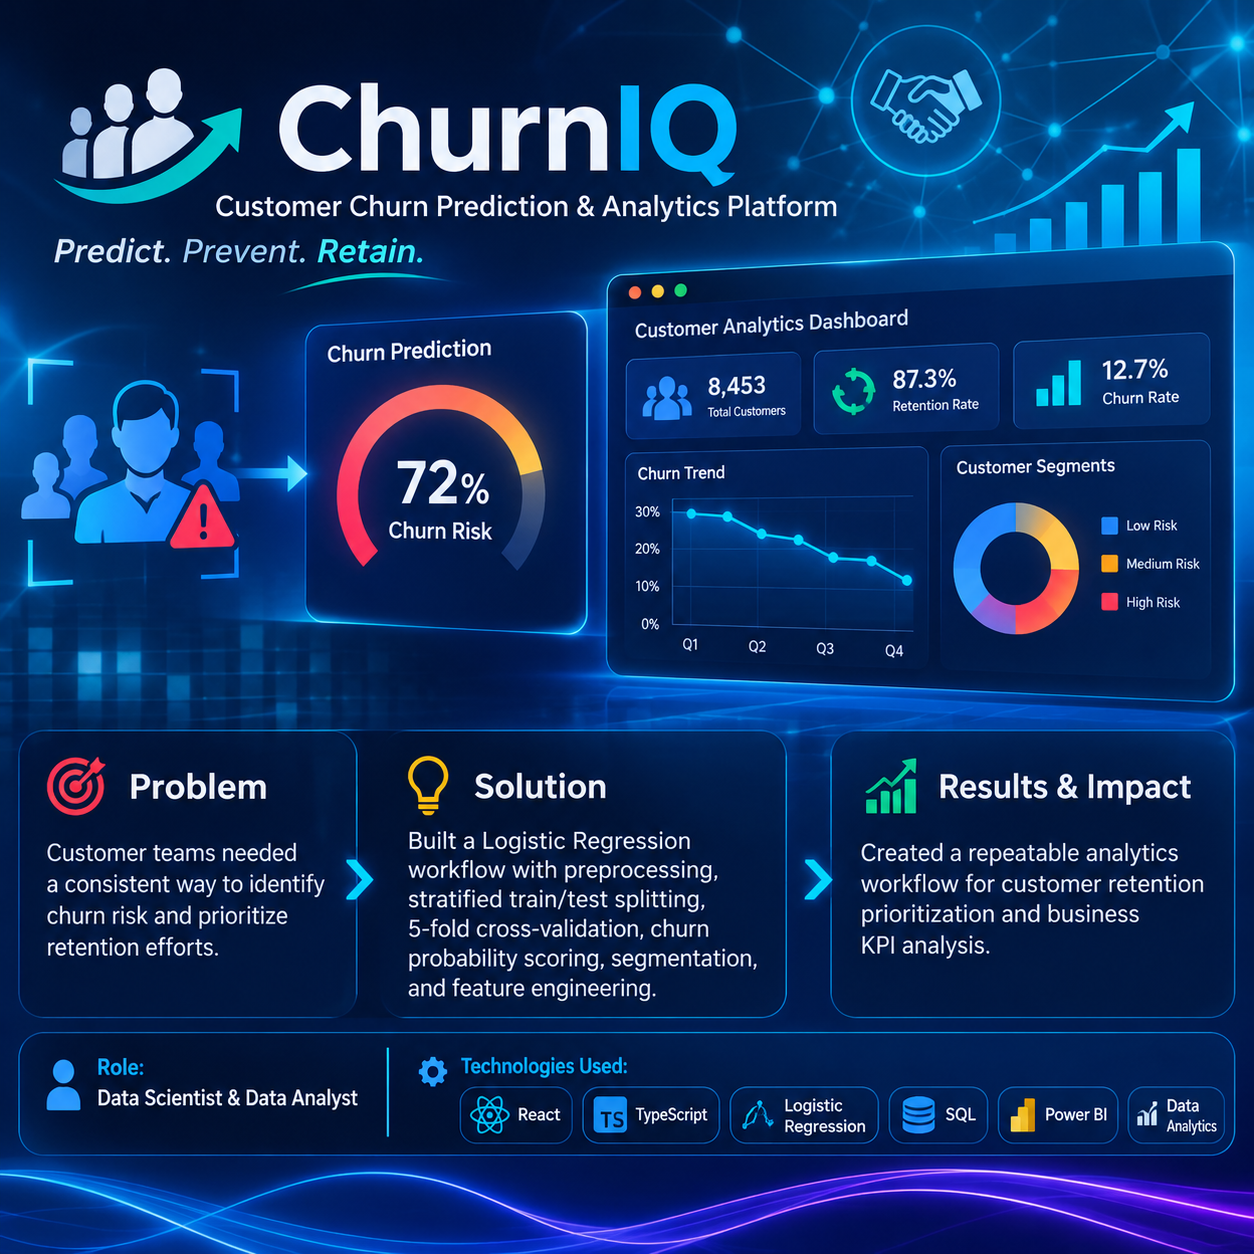 ChurnIQ
Customer Churn Prediction & Analytics Platform
Predict. Prevent. Retain.
Churn Prediction
72%
Churn Risk
Customer Analytics Dashboard
8,453
Total Customers
87.3%
Retention Rate
12.7%
Churn Rate
Churn Trend
30%
20%
10%
0%
Q1
Q2
Q3
Q4
Customer Segments
Low Risk
Medium Risk
High Risk
Problem
Customer teams needed
a consistent way to identify
churn risk and prioritize
retention efforts.
Solution
Built a Logistic Regression
workflow with preprocessing,
stratified train/test splitting,
5-fold cross-validation, churn
probability scoring, segmentation,
and feature engineering.
Results & Impact
Created a repeatable analytics
workflow for customer retention
prioritization and business
KPI analysis.
Role:
Data Scientist & Data Analyst
Technologies Used:
React
TS
TypeScript
Logistic
Regression
SQL
Power BI
Data
Analytics